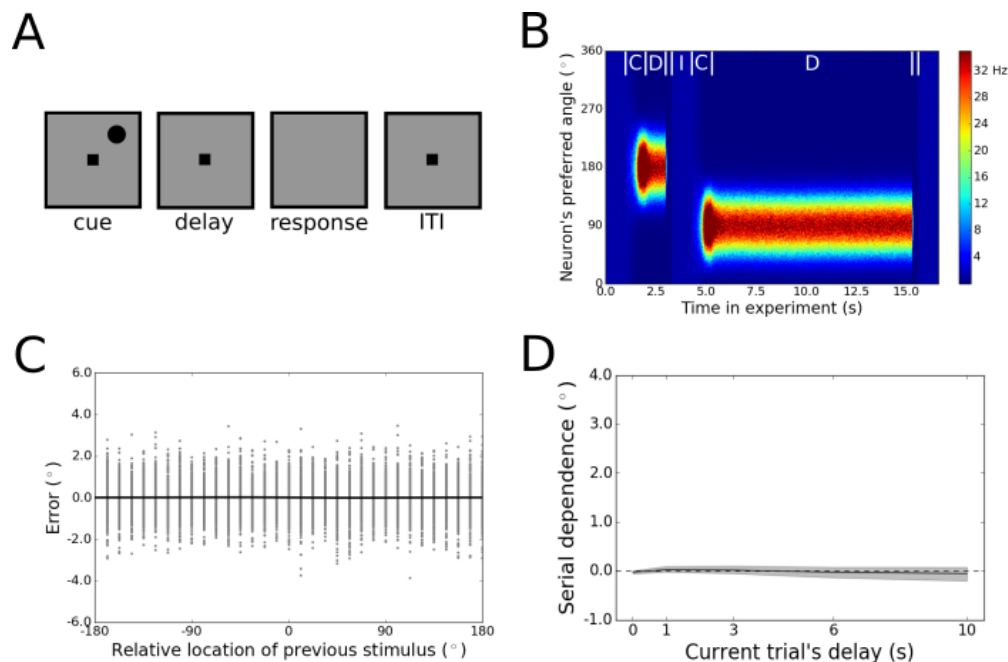 A
cue
delay
response
ITI
B
Neuron's preferred angle (°)
360
270
180
90
0
C D I C D
0.0 2.5 5.0 7.5 10.0 12.5 15.0
Time in experiment (s)
32 Hz
28
24
20
16
12
8
4
C
Error (°)
6.0
4.0
2.0
0.0
-2.0
-4.0
-6.0
-180 -90 0 90 180
Relative location of previous stimulus (°)
D
Serial dependence (°)
4.0
3.0
2.0
1.0
0.0
-1.0
0 1 3 6 10
Current trial's delay (s)